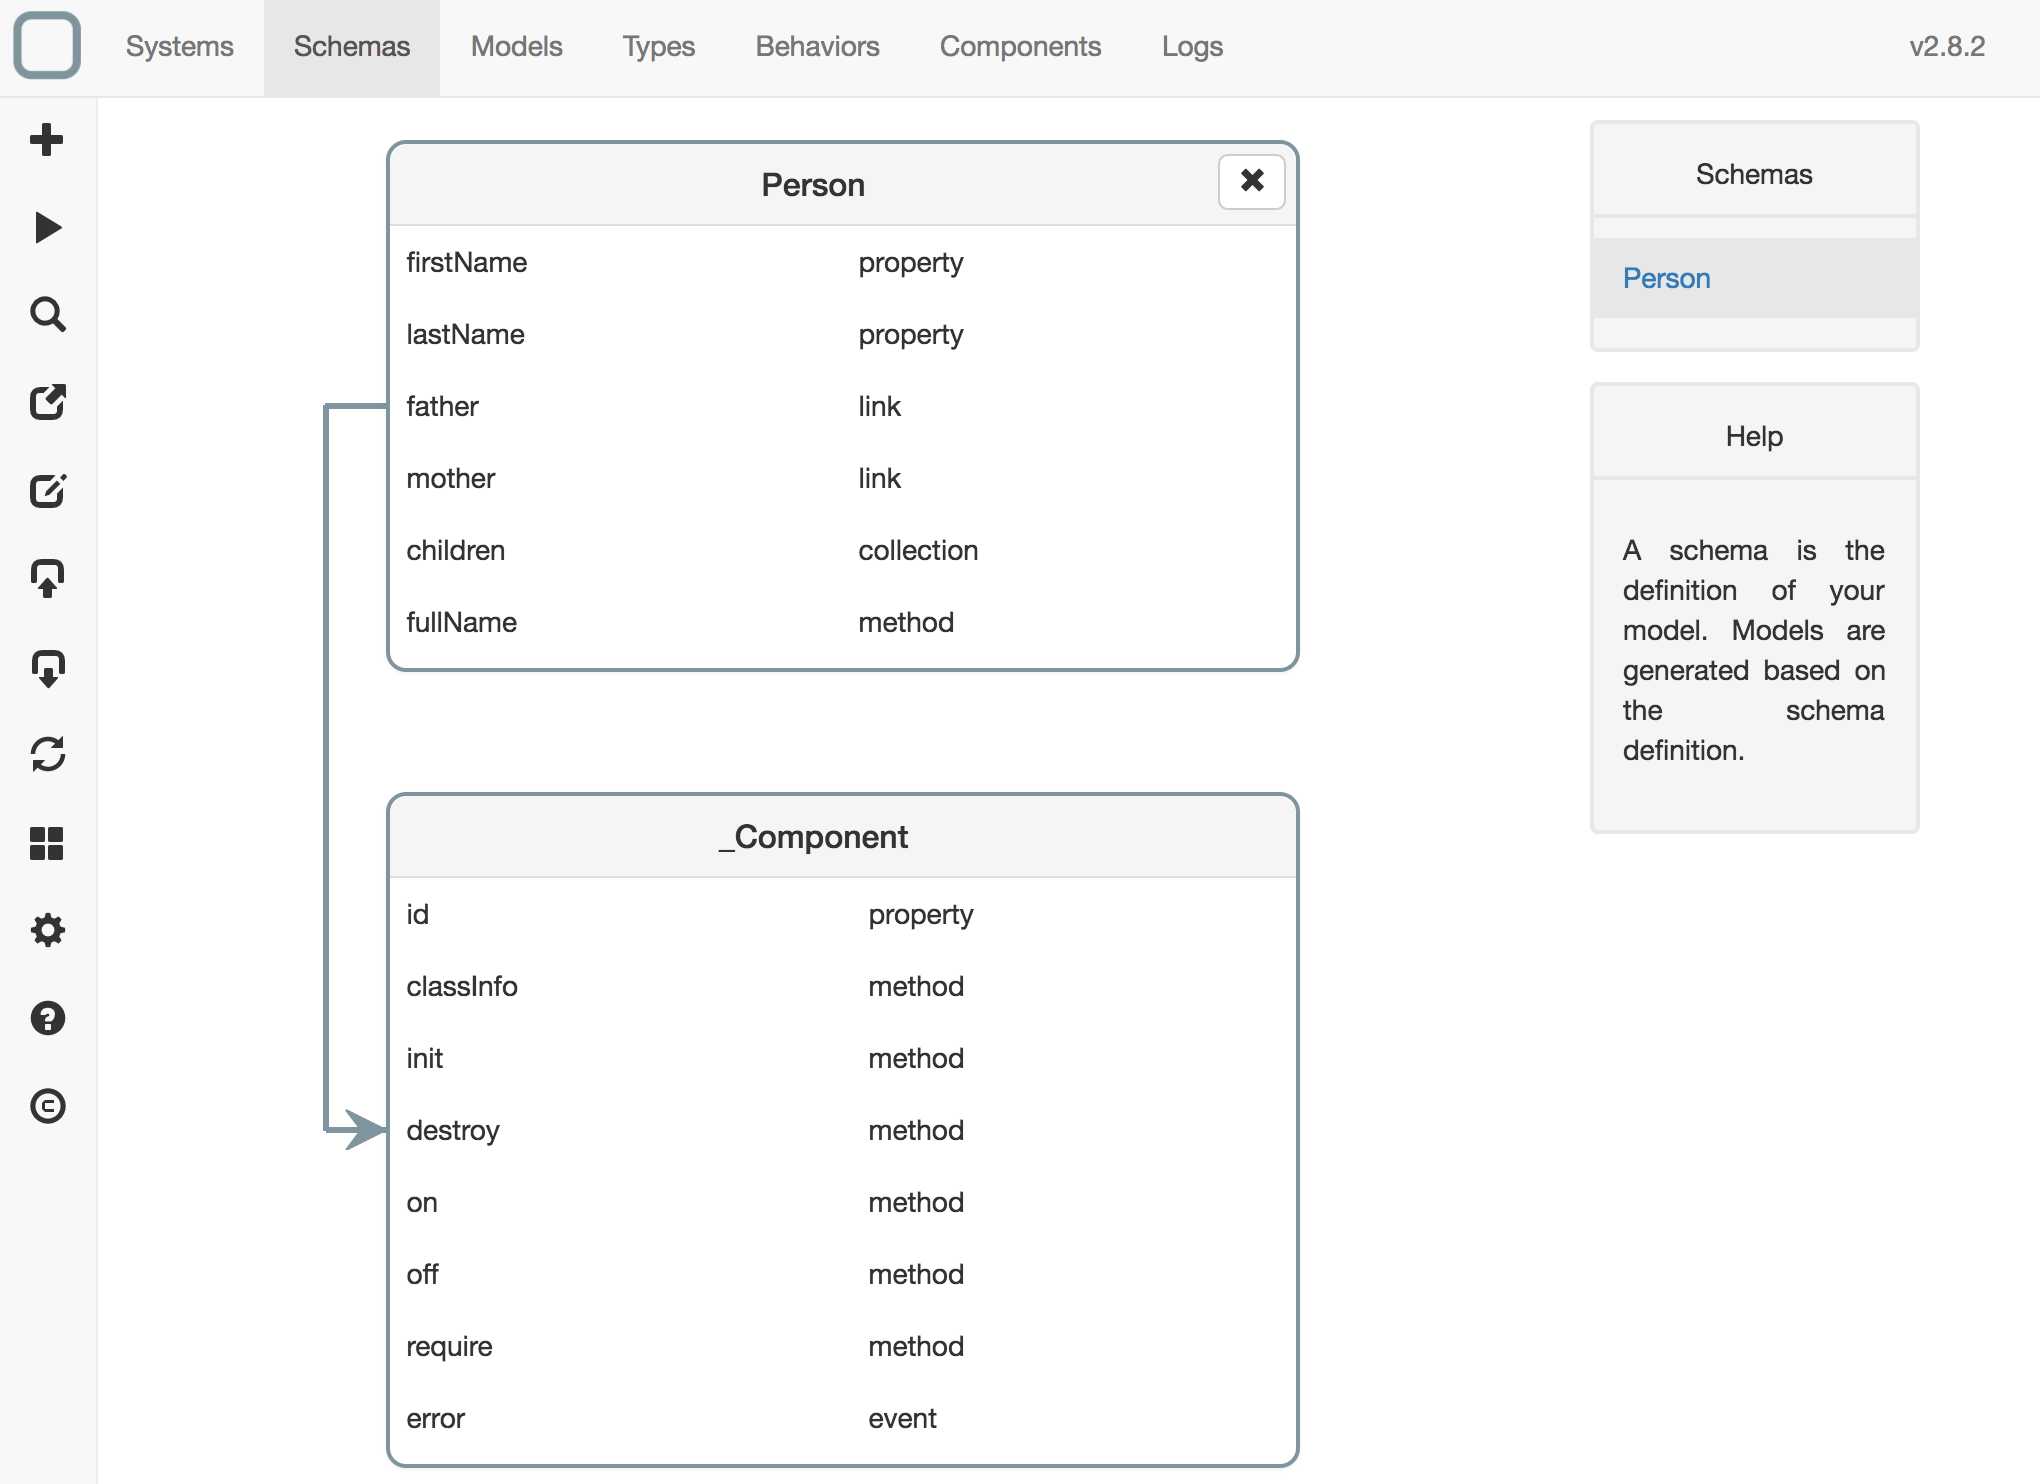 Systems Schemas Models Types Behaviors Components Logs v2.8.2
Person
firstName property
lastName property
father link
mother link
children collection
fullName method
_Component
id property
classInfo method
init method
destroy method
on method
off method
require method
error event
Schemas
Person
Help
A schema is the
definition of your
model. Models are
generated based on
the schema
definition.